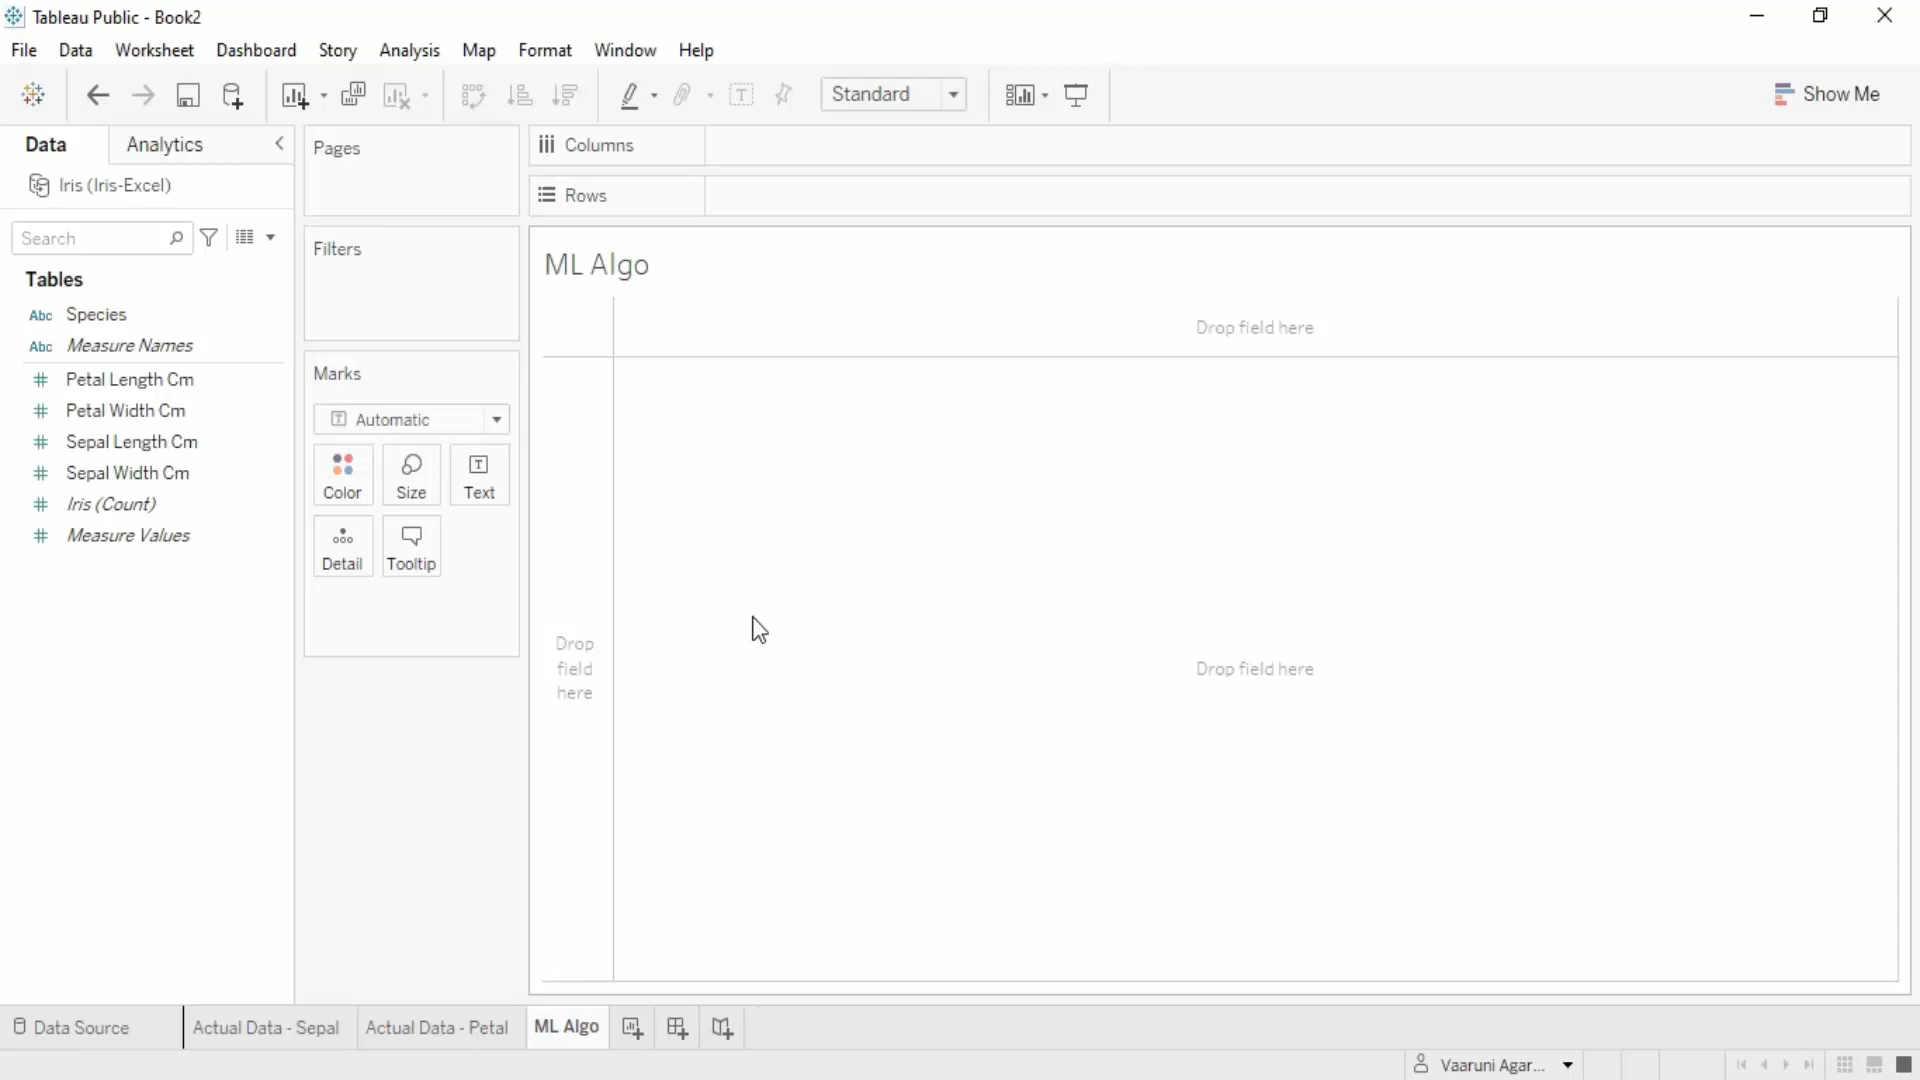 Tableau Public - Book2
File Data Worksheet Dashboard Story Analysis Map Format Window Help
Standard
Show Me
Data Analytics
Iris (Iris-Excel)
Search
Tables
Abc Species
Abc Measure Names
Petal Length Cm
Petal Width Cm
Sepal Length Cm
Sepal Width Cm
Iris (Count)
Measure Values
Pages
Filters
Marks
Automatic
Color Size Text
Detail Tooltip
Columns
Rows
ML Algo
Drop field here
Drop
field
here
Drop field here
Data Source Actual Data - Sepal Actual Data - Petal ML Algo
Vaaruni Agar...